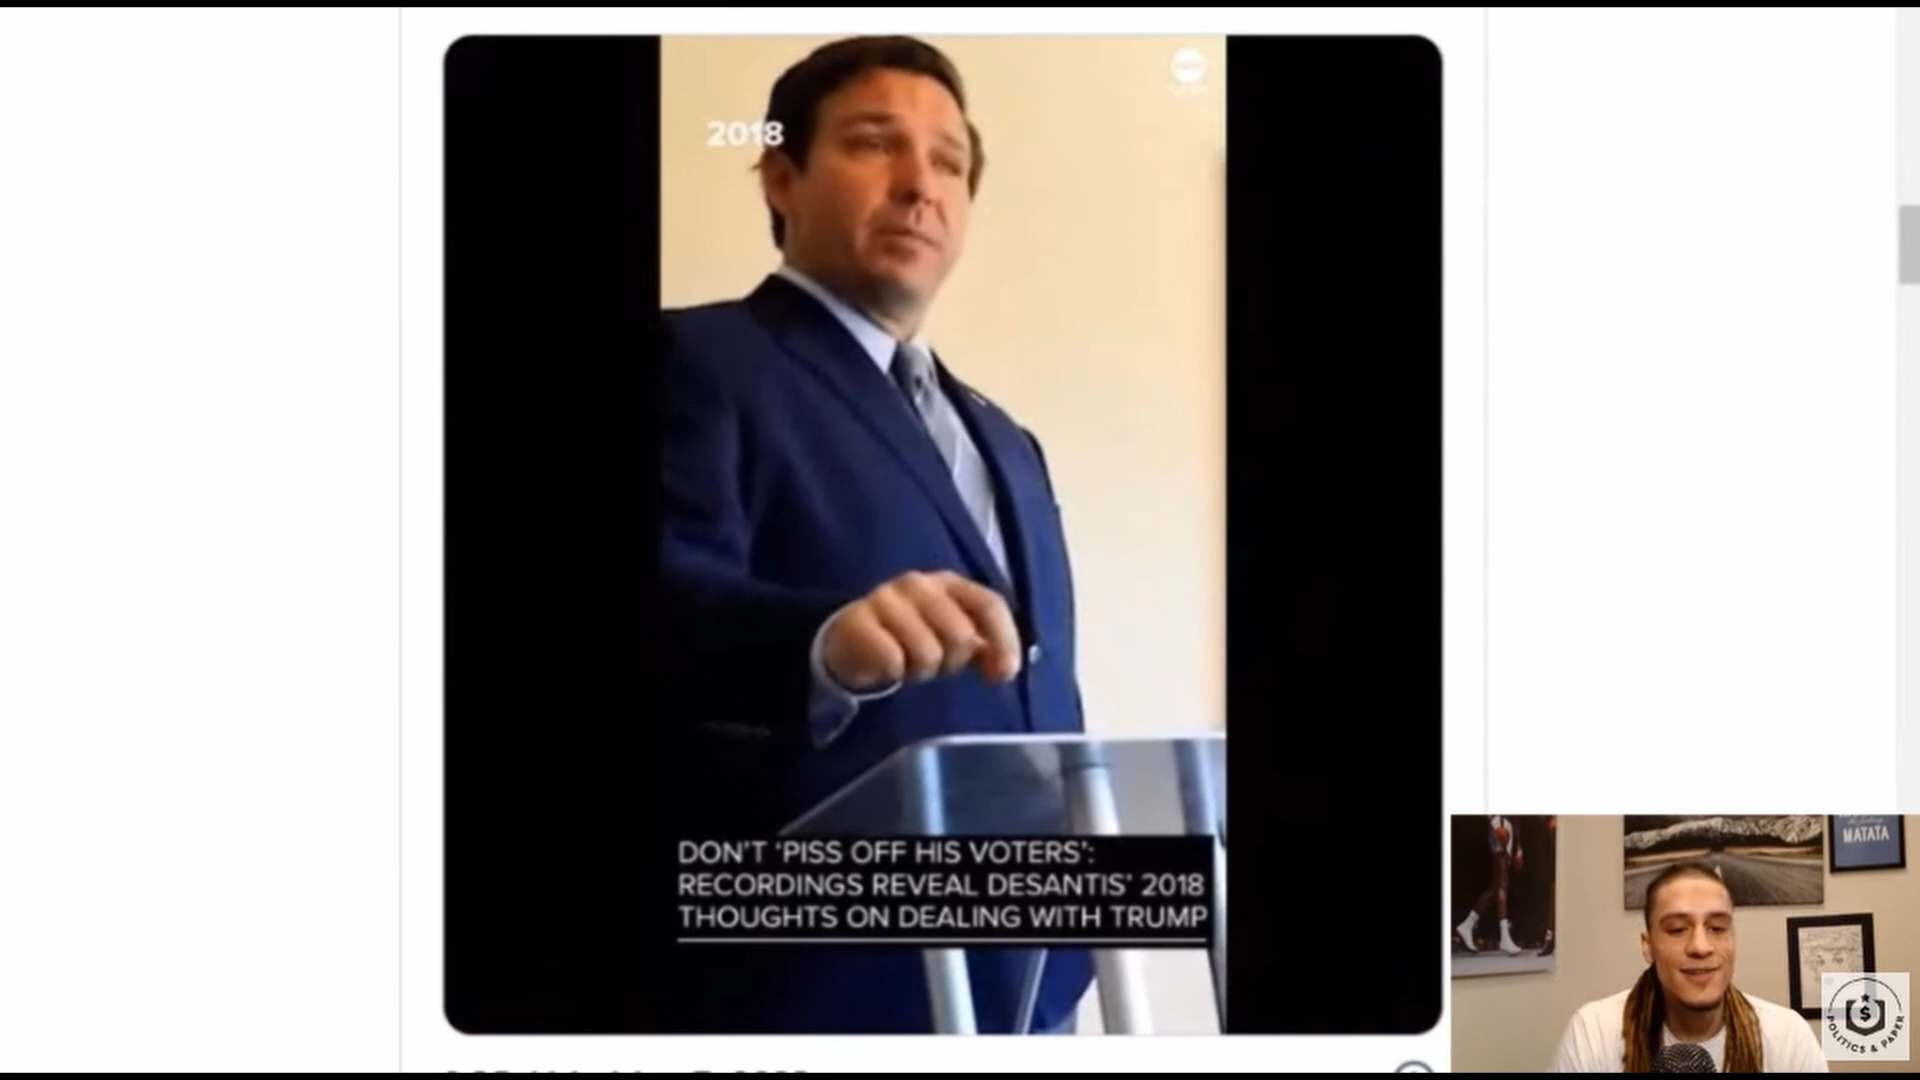 2018
DON'T 'PISS OFF HIS VOTERS':
RECORDINGS REVEAL DESANTIS' 2018
THOUGHTS ON DEALING WITH TRUMP
MATATA
POLITICS & PAPER
$